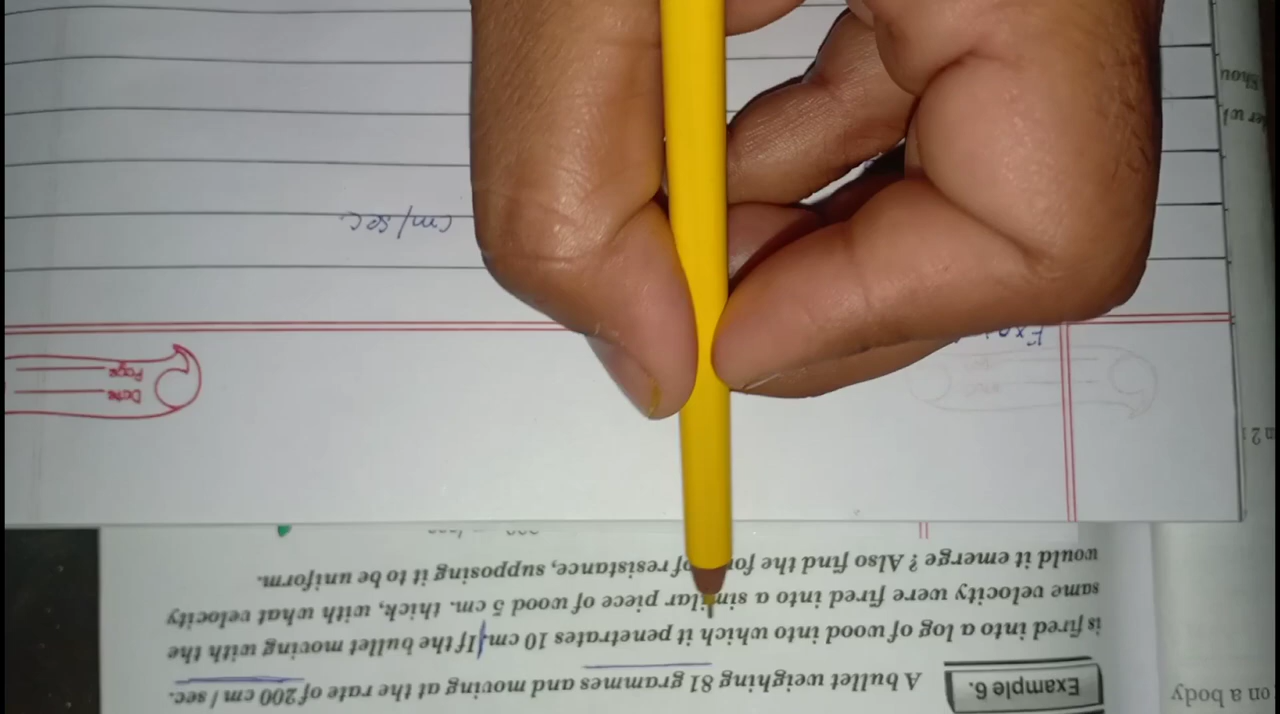 Example 6. A bullet weighing 81 grammes and moving at the rate of 200 cm/sec.
is fired into a log of wood into which it penetrates 10 cm. If the bullet moving with the
same velocity were fired into a similar piece of wood 5 cm. thick, with what velocity
would it emerge? Also find the of resistance, supposing it to be uniform.
Date
Page
cm/sec
on a body